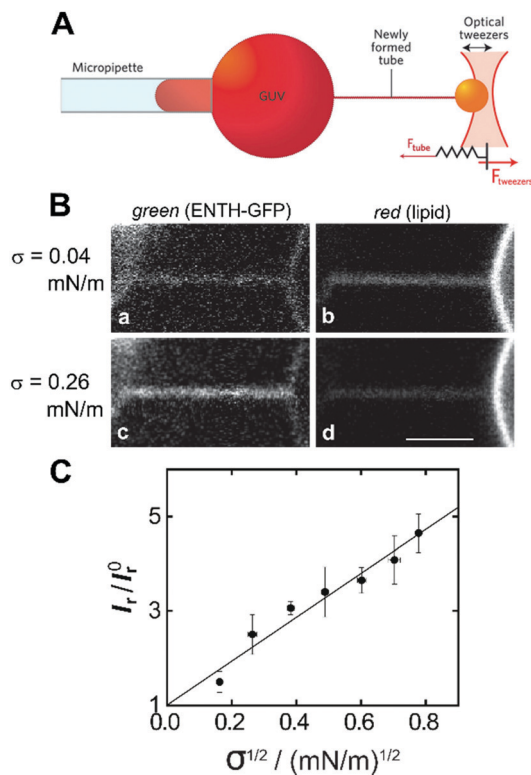 A
Micropipette
GUV
Newly
formed
tube
Optical
tweezers
F_tube
F_tweezers
B
green (ENTH-GFP)
red (lipid)
σ = 0.04
mN/m
a
b
σ = 0.26
mN/m
c
d
C
I_r / I_r^0
5
3
1
0.0 0.2 0.4 0.6 0.8
σ^1/2 / (mN/m)^1/2